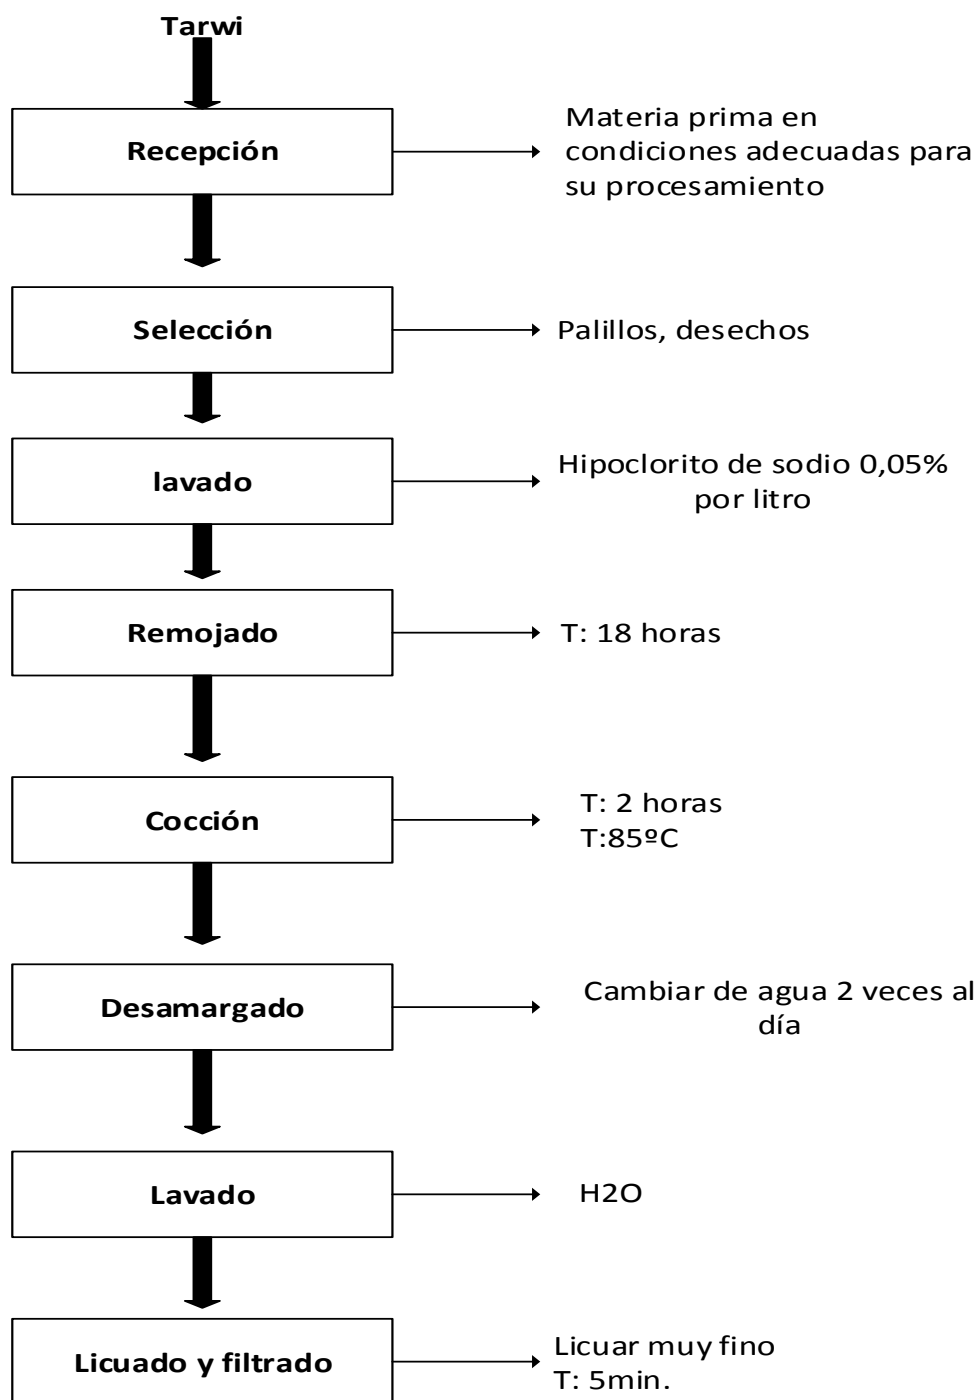 Tarwi
Recepción
Materia prima en
condiciones adecuadas para
su procesamiento
Selección
Palillos, desechos
lavado
Hipoclorito de sodio 0,05%
por litro
Remojado
T: 18 horas
Cocción
T: 2 horas
T:85ºC
Desamargado
Cambiar de agua 2 veces al
día
Lavado
H2O
Licuado y filtrado
Licuar muy fino
T: 5min.